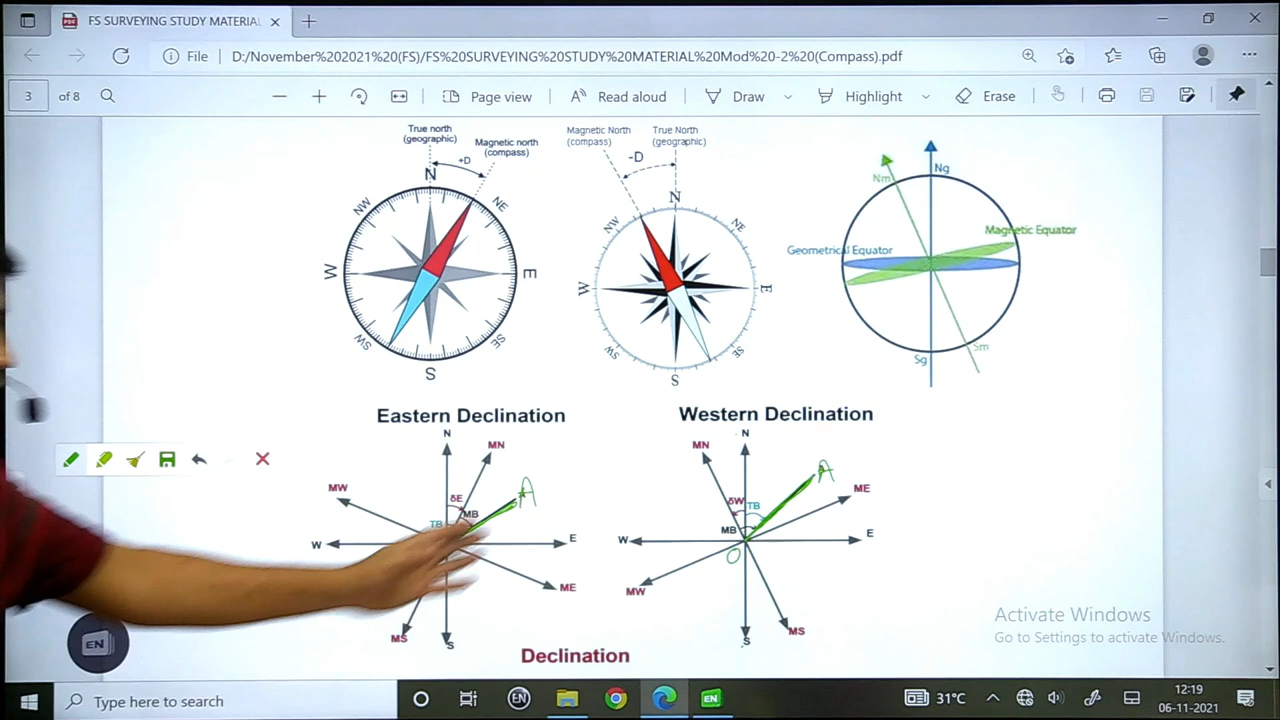 FS SURVEYING STUDY MATERIAL
File
D:/November%202021%20(FS)/FS%20SURVEYING%20STUDY%20MATERIAL%20Mod%20-2%20(Compass).pdf
3 of 8
Page view
Read aloud
Draw
Highlight
Erase
True north
(geographic)
Magnetic north
(compass)
+D
N
NW
NE
W
E
SW
SE
S
Magnetic North
(compass)
True North
(geographic)
-D
N
NW
NE
W
E
SW
SE
S
Nm
Ng
Magnetic Equator
Geometrical Equator
Sg
Sm
Eastern Declination
Western Declination
N
MN
MW
δE
A
MB
TB
W
E
ME
MS
S
N
MN
A
ME
δW
TB
MB
W
E
O
MW
MS
S
Declination
Activate Windows
Go to Settings to activate Windows.
EN
Type here to search
EN
EN
31°C
12:19
06-11-2021